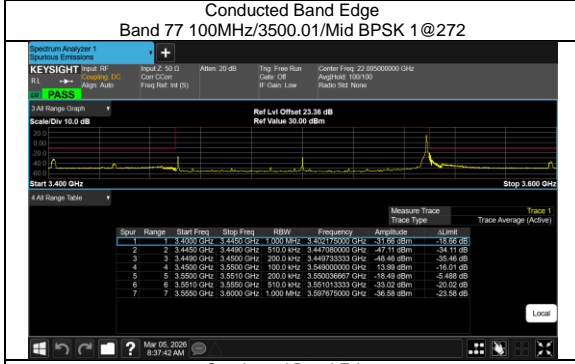 Conducted Band Edge
Band 77 100MHz/3500.01/Mid BPSK 1@272
Spectrum Analyzer 1
Spurious Emissions
KEYSIGHT Input: RF Input Z: 50 Ω Atten: 20 dB Trig: Free Run Center Freq: 22.005000000 GHz
RL Coupling: DC Corr CCorr Gate: Off Avg|Hold: 100/100
Align: Auto Freq Ref: Int (S) IF Gain: Low Radio Std: None
PASS
3 All Range Graph Ref Lvl Offset 23.36 dB
Scale/Div 10.0 dB Ref Value 30.00 dBm
20.0
0.00
-20.0
-40.0
-60.0
Start 3.400 GHz Stop 3.600 GHz
4 All Range Table
Measure Trace Trace 1
Trace Type Trace Average (Active)
Spur Range Start Freq Stop Freq RBW Frequency Amplitude ΔLimit
1 1 3.4000 GHz 3.4450 GHz 1.000 MHz 3.402175000 GHz -31.66 dBm -18.66 dB
2 2 3.4450 GHz 3.4490 GHz 510.0 kHz 3.447080000 GHz -47.11 dBm -34.11 dB
3 3 3.4490 GHz 3.4500 GHz 200.0 kHz 3.449733333 GHz -48.46 dBm -35.46 dB
4 4 3.4500 GHz 3.5500 GHz 100.0 kHz 3.549000000 GHz 13.99 dBm -16.01 dB
5 5 3.5500 GHz 3.5510 GHz 200.0 kHz 3.550036667 GHz -18.49 dBm -5.488 dB
6 6 3.5510 GHz 3.5550 GHz 510.0 kHz 3.551013333 GHz -33.02 dBm -20.02 dB
7 7 3.5550 GHz 3.6000 GHz 1.000 MHz 3.597675000 GHz -36.58 dBm -23.58 dB
Local
Mar 05, 2026
8:37:42 AM